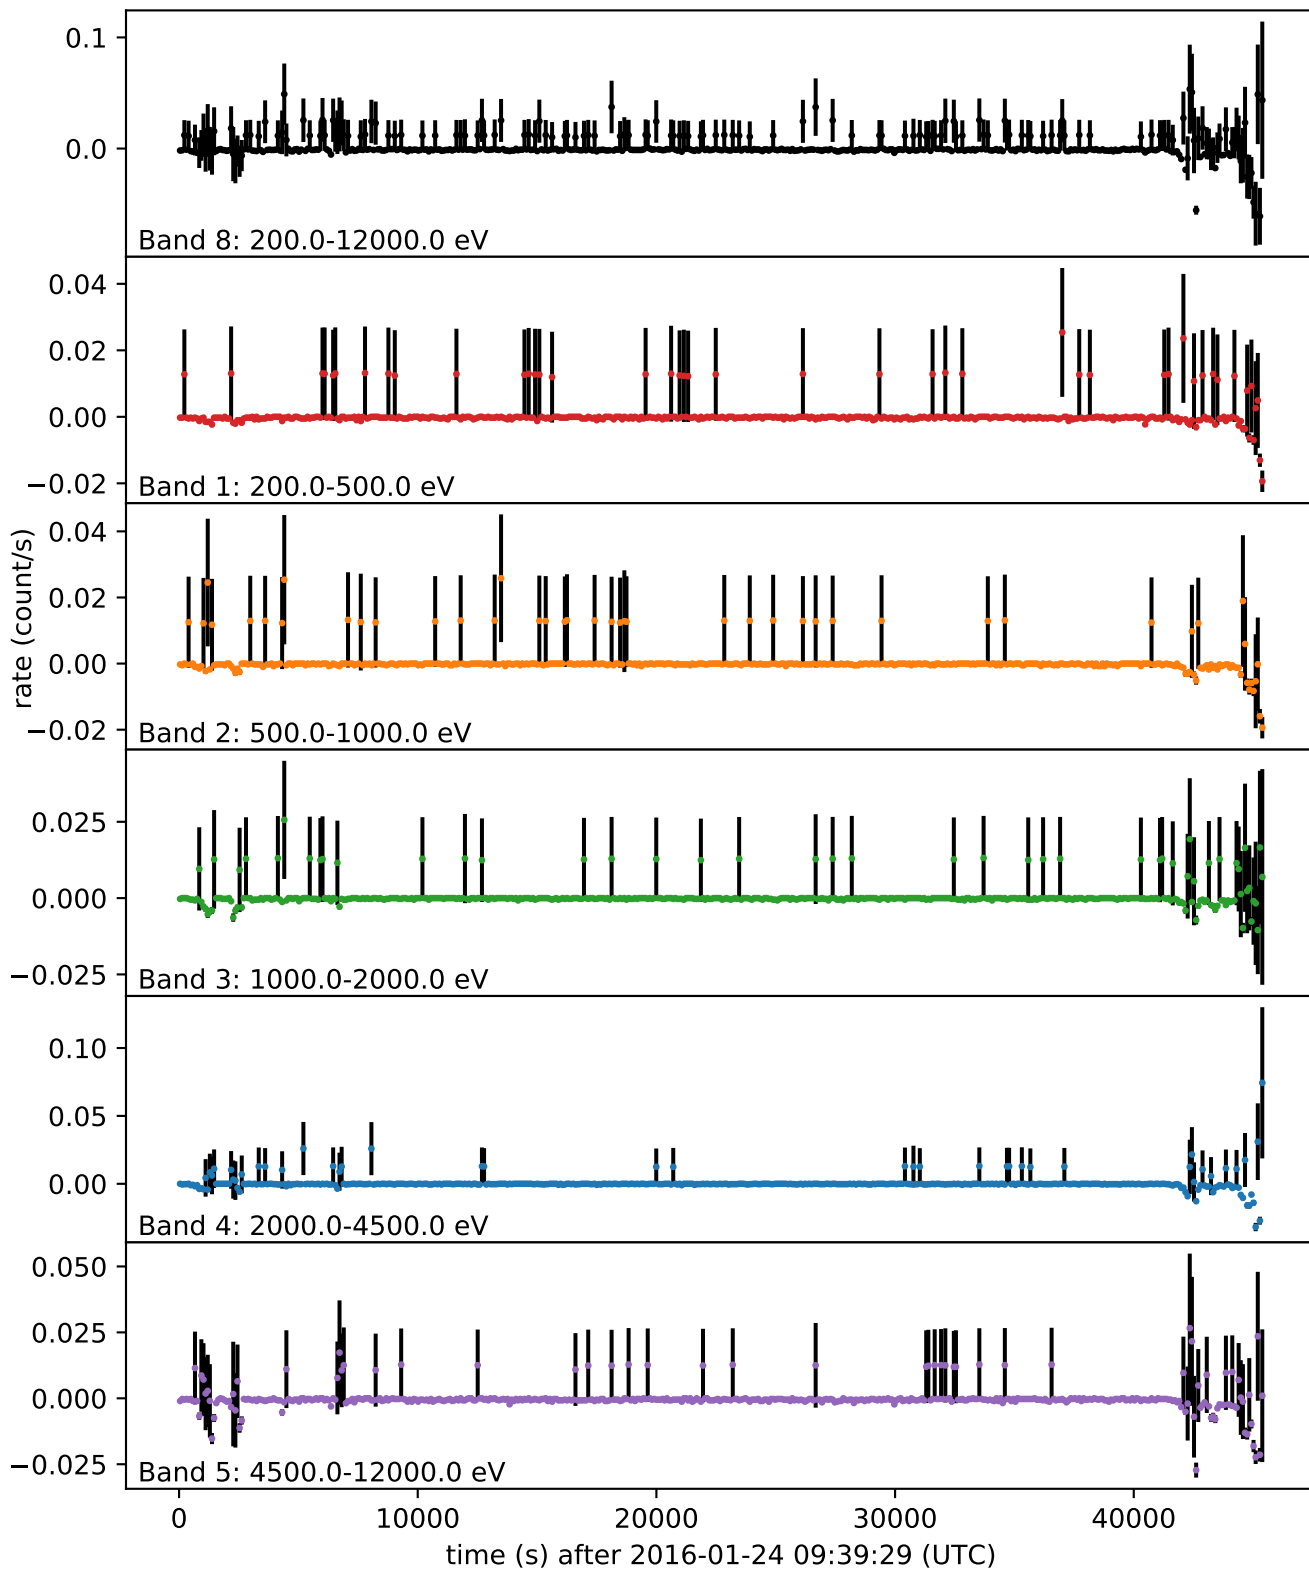 0.1
0.0
Band 8: 200.0-12000.0 eV
0.04
0.02
0.00
−0.02
Band 1: 200.0-500.0 eV
0.04
0.02
0.00
−0.02
Band 2: 500.0-1000.0 eV
rate (count/s)
0.025
0.000
−0.025
Band 3: 1000.0-2000.0 eV
0.10
0.05
0.00
Band 4: 2000.0-4500.0 eV
0.050
0.025
0.000
−0.025
Band 5: 4500.0-12000.0 eV
0 10000 20000 30000 40000
time (s) after 2016-01-24 09:39:29 (UTC)